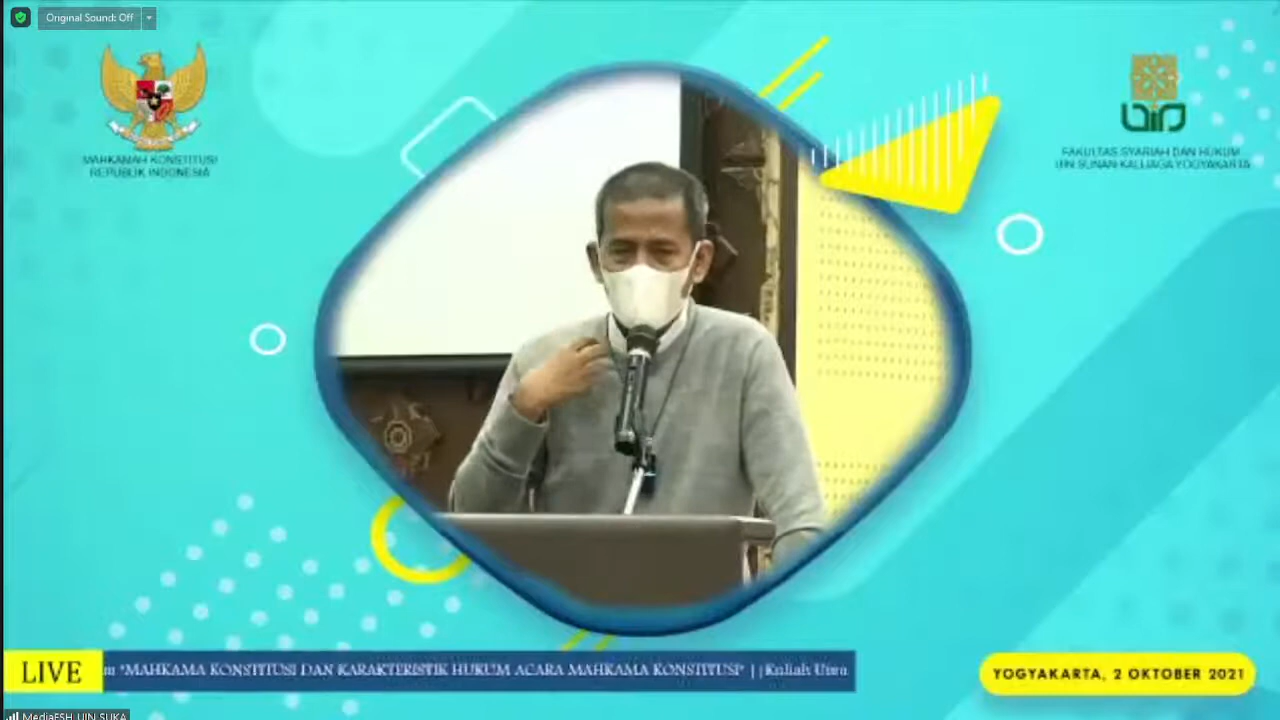 Original Sound: Off
MAHKAMAH KONSTITUSI
REPUBLIK INDONESIA
uin
FAKULTAS SYARIAH DAN HUKUM
UIN SUNAN KALIJAGA YOGYAKARTA
LIVE
m "MAHKAMA KONSTITUSI DAN KARAKTERISTIK HUKUM ACARA MAHKAMA KONSTITUSI" || Kuliah Umu
YOGYAKARTA, 2 OKTOBER 2021
MediaFSH_UIN SUKA